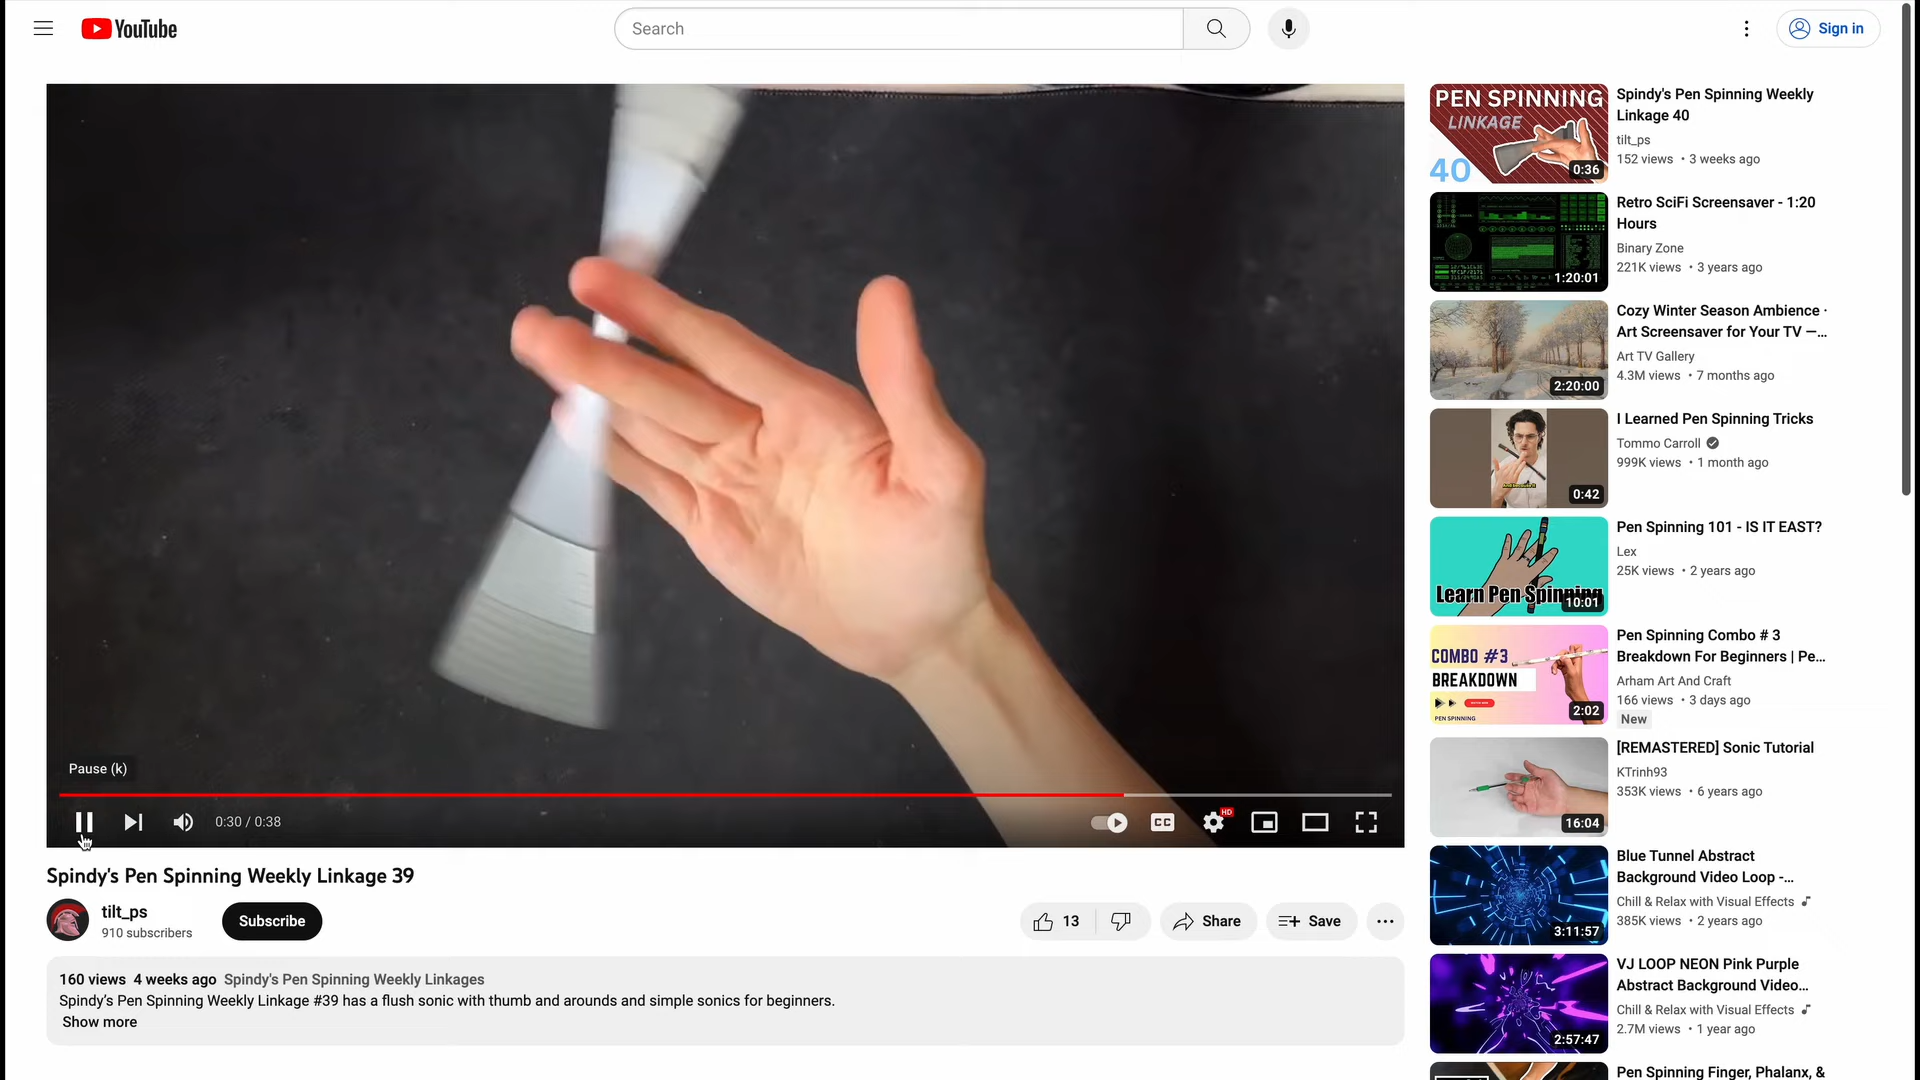 YouTube
Search
Sign in
Pause (k)
0:30 / 0:38
CC
HD
Spindy's Pen Spinning Weekly Linkage 39
tilt_ps
910 subscribers
Subscribe
13
Share
Save
160 views 4 weeks ago Spindy's Pen Spinning Weekly Linkages
Spindy's Pen Spinning Weekly Linkage #39 has a flush sonic with thumb and arounds and simple sonics for beginners.
Show more
PEN SPINNING
LINKAGE
40
0:36
Spindy's Pen Spinning Weekly
Linkage 40
tilt_ps
152 views • 3 weeks ago
1:20:01
Retro SciFi Screensaver - 1:20
Hours
Binary Zone
221K views • 3 years ago
2:20:00
Cozy Winter Season Ambience ·
Art Screensaver for Your TV —...
Art TV Gallery
4.3M views • 7 months ago
0:42
I Learned Pen Spinning Tricks
Tommo Carroll
999K views • 1 month ago
Learn Pen Spinning
10:01
Pen Spinning 101 - IS IT EAST?
Lex
25K views • 2 years ago
COMBO #3
BREAKDOWN
PEN SPINNING
2:02
Pen Spinning Combo # 3
Breakdown For Beginners | Pe...
Arham Art And Craft
166 views • 3 days ago
New
16:04
[REMASTERED] Sonic Tutorial
KTrinh93
353K views • 6 years ago
3:11:57
Blue Tunnel Abstract
Background Video Loop -...
Chill & Relax with Visual Effects
385K views • 2 years ago
2:57:47
VJ LOOP NEON Pink Purple
Abstract Background Video...
Chill & Relax with Visual Effects
2.7M views • 1 year ago
Pen Spinning Finger, Phalanx, &